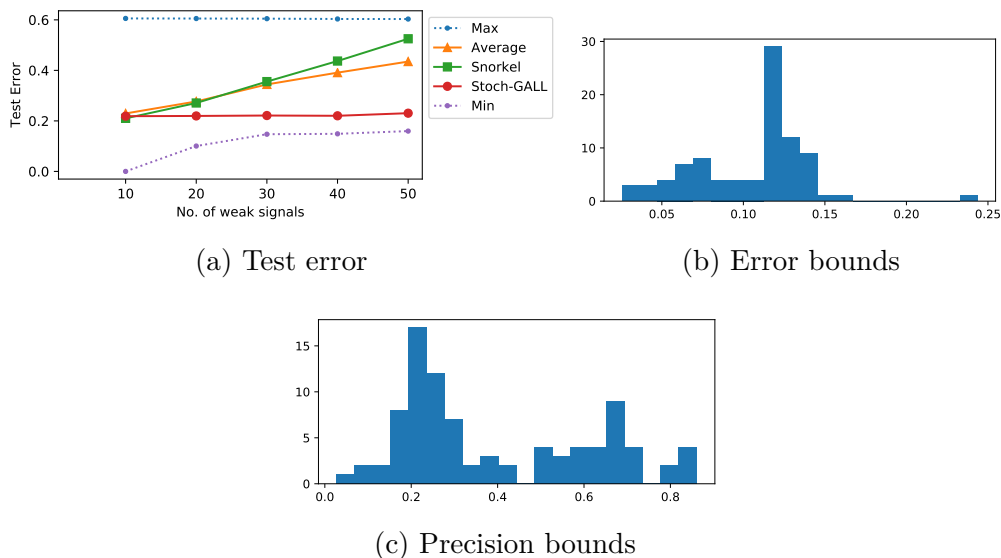 0.6
0.4
0.2
0.0
Test Error
10 20 30 40 50
No. of weak signals
Max
Average
Snorkel
Stoch-GALL
Min
(a) Test error
30
20
10
0
0.05 0.10 0.15 0.20 0.25
(b) Error bounds
15
10
5
0
0.0 0.2 0.4 0.6 0.8
(c) Precision bounds